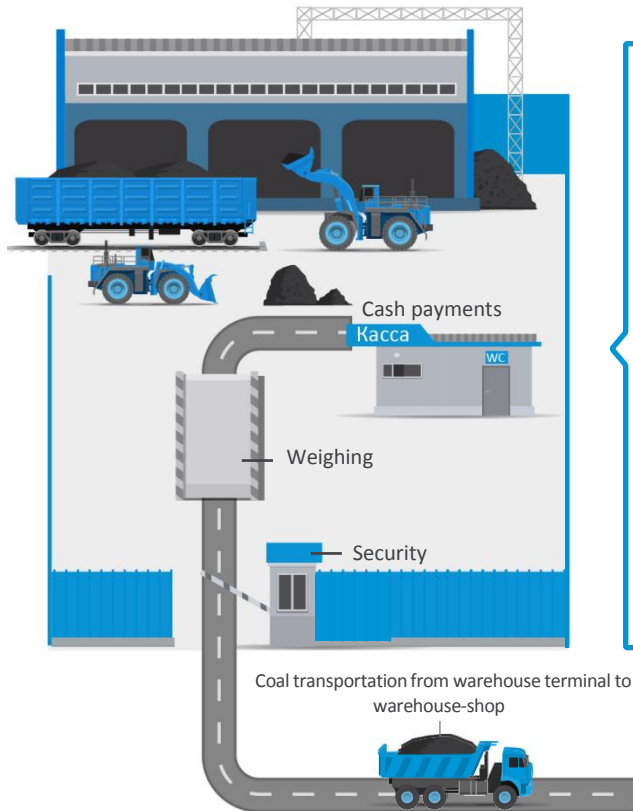 Cash payments
Касса
WC
Weighing
Security
Coal transportation from warehouse terminal to
warehouse-shop